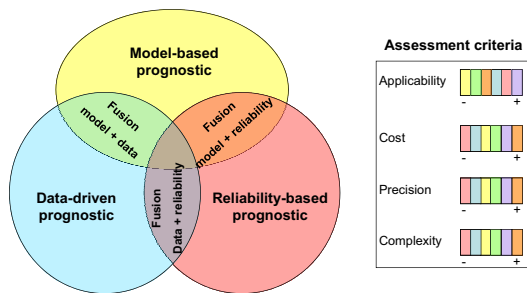 Model-based
prognostic
Fusion
model + data
Fusion
model + reliability
Data-driven
prognostic
Fusion
Data + reliability
Reliability-based
prognostic
Assessment criteria
Applicability
- +
Cost
- +
Precision
- +
Complexity
- +